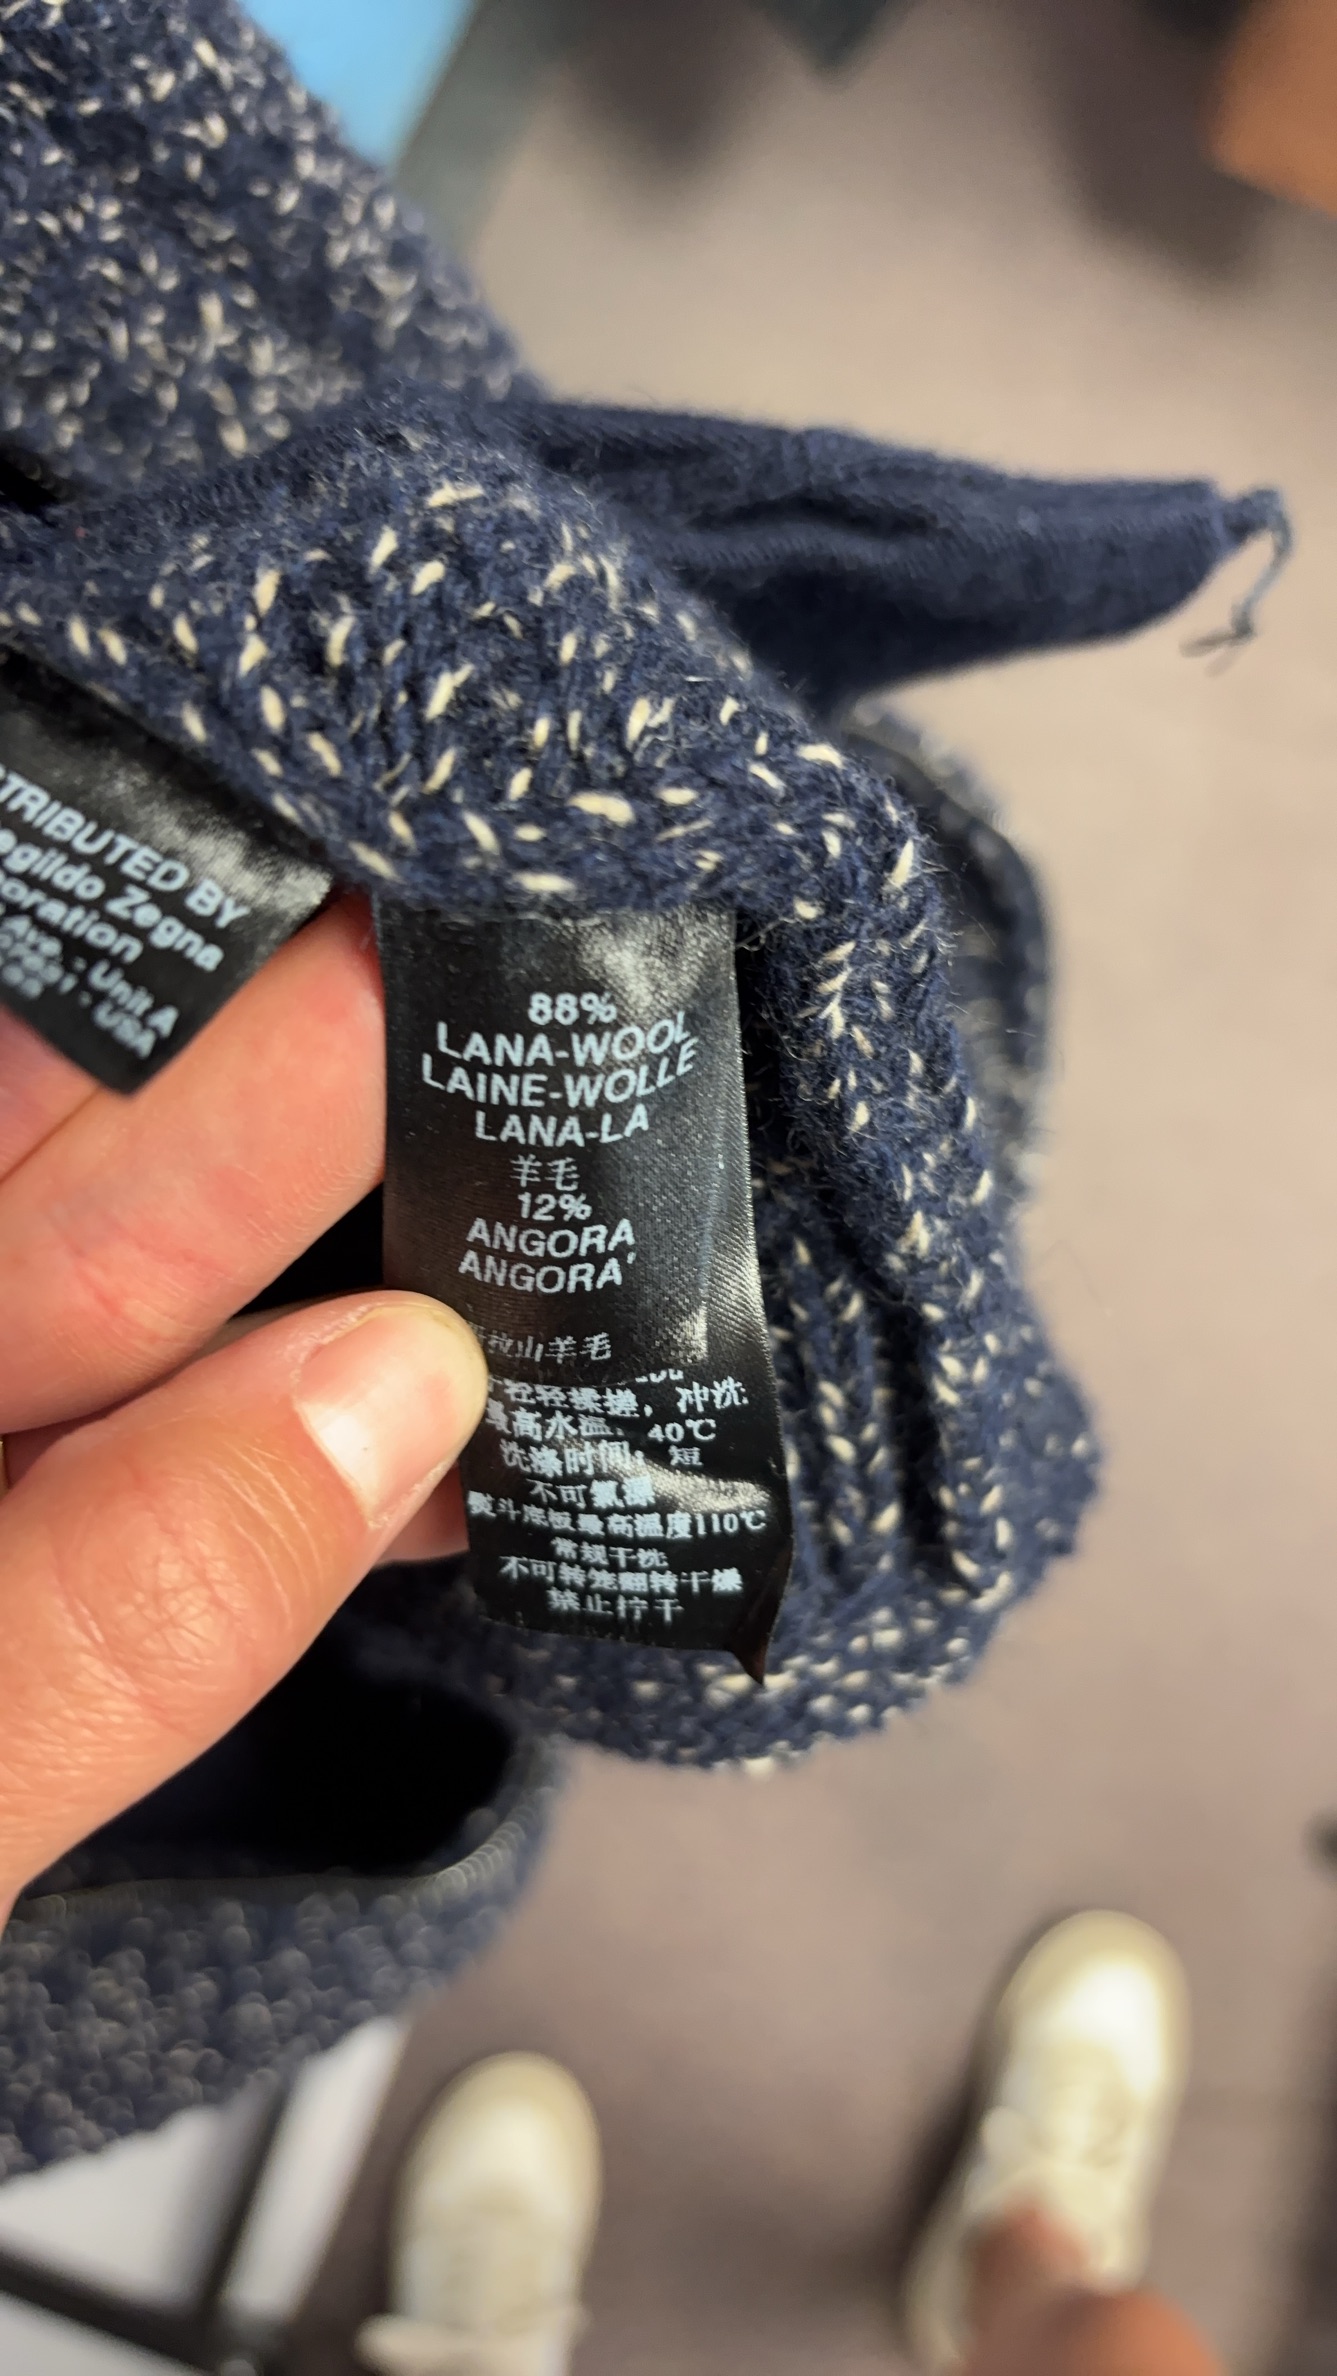 TRIBUTED BY
egildo Zegna
oration
Ave - Unit A
USA
88%
LANA-WOOL
LAINE-WOLLE
LANA-LA
羊毛
12%
ANGORA
ANGORA'
拉山羊毛
轻轻揉搓，冲洗
最高水温：40℃
洗涤时间：短
不可氯漂
熨斗底板最高温度110℃
常规干洗
不可转笼翻转干燥
禁止拧干